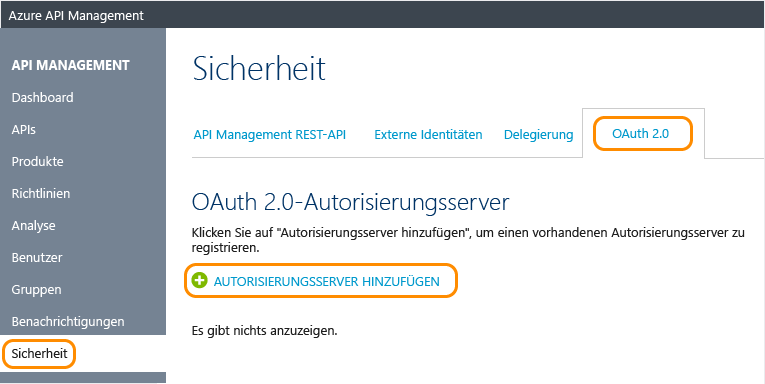 Azure API Management
API MANAGEMENT
Dashboard
APIs
Produkte
Richtlinien
Analyse
Benutzer
Gruppen
Benachrichtigungen
Sicherheit
Sicherheit
API Management REST-API Externe Identitäten Delegierung OAuth 2.0
OAuth 2.0-Autorisierungsserver
Klicken Sie auf "Autorisierungsserver hinzufügen", um einen vorhandenen Autorisierungsserver zu
registrieren.
AUTORISIERUNGSSERVER HINZUFÜGEN
Es gibt nichts anzuzeigen.